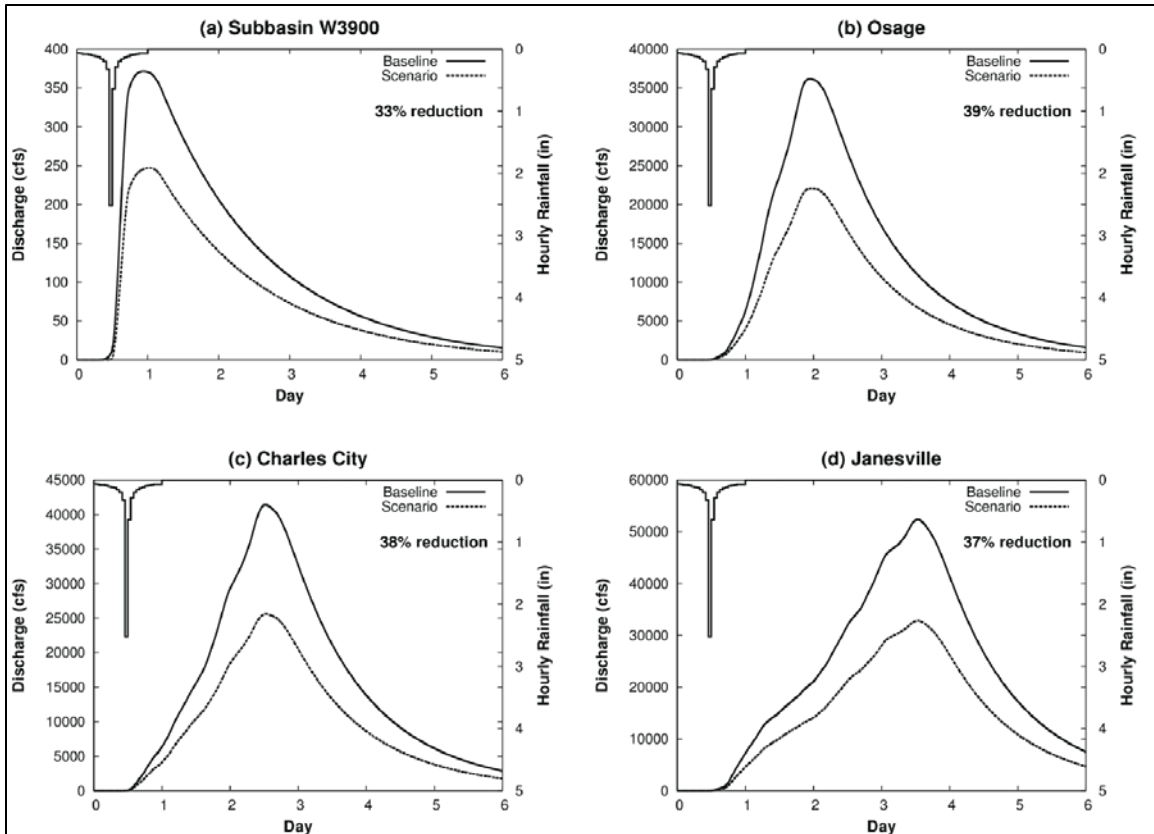 (a) Subbasin W3900
400
350
300
250
200
150
100
50
0
Discharge (cfs)
0
1
2
3
4
5
Hourly Rainfall (in)
Baseline
Scenario
33% reduction
0 1 2 3 4 5 6
Day
(b) Osage
40000
35000
30000
25000
20000
15000
10000
5000
0
Discharge (cfs)
0
1
2
3
4
5
Hourly Rainfall (in)
Baseline
Scenario
39% reduction
0 1 2 3 4 5 6
Day
(c) Charles City
45000
40000
35000
30000
25000
20000
15000
10000
5000
0
Discharge (cfs)
0
1
2
3
4
5
Hourly Rainfall (in)
Baseline
Scenario
38% reduction
0 1 2 3 4 5 6
Day
(d) Janesville
60000
50000
40000
30000
20000
10000
0
Discharge (cfs)
0
1
2
3
4
5
Hourly Rainfall (in)
Baseline
Scenario
37% reduction
0 1 2 3 4 5 6
Day